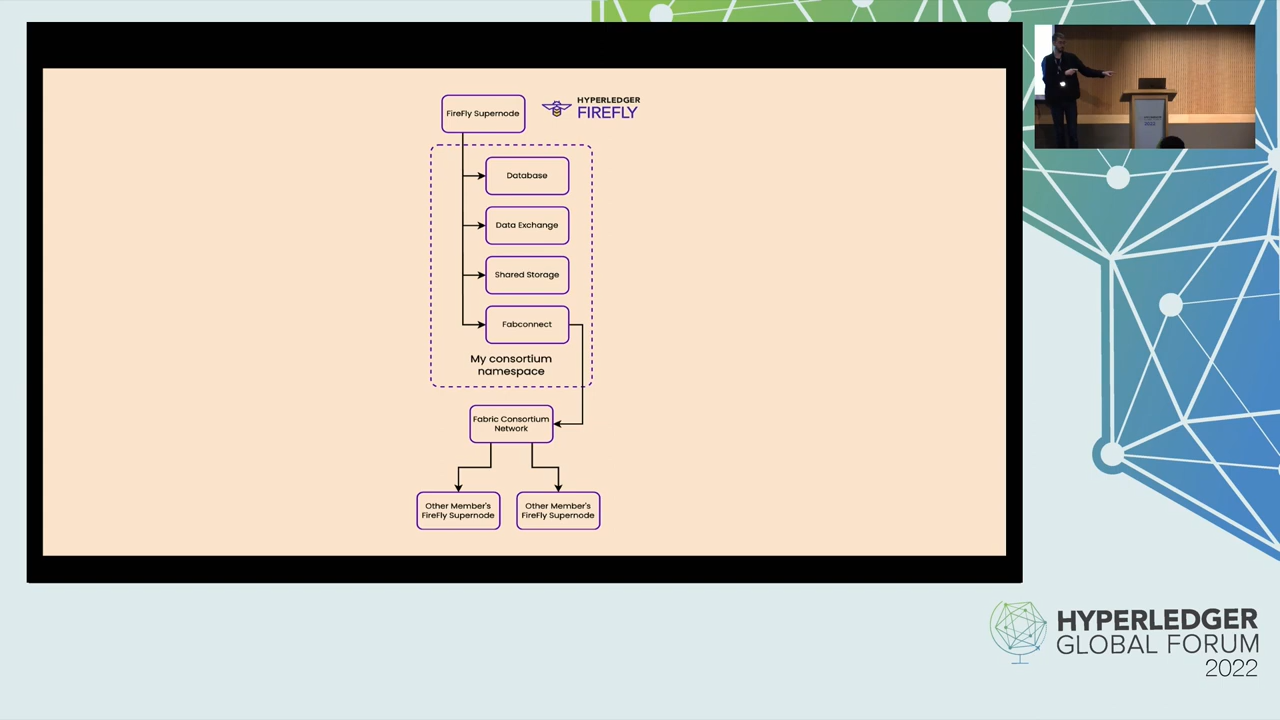 FireFly Supernode
HYPERLEDGER
FIREFLY
Database
Data Exchange
Shared Storage
Fabconnect
My consortium
namespace
Fabric Consortium
Network
Other Member's
FireFly Supernode
Other Member's
FireFly Supernode
HYPERLEDGER
GLOBAL FORUM
2022